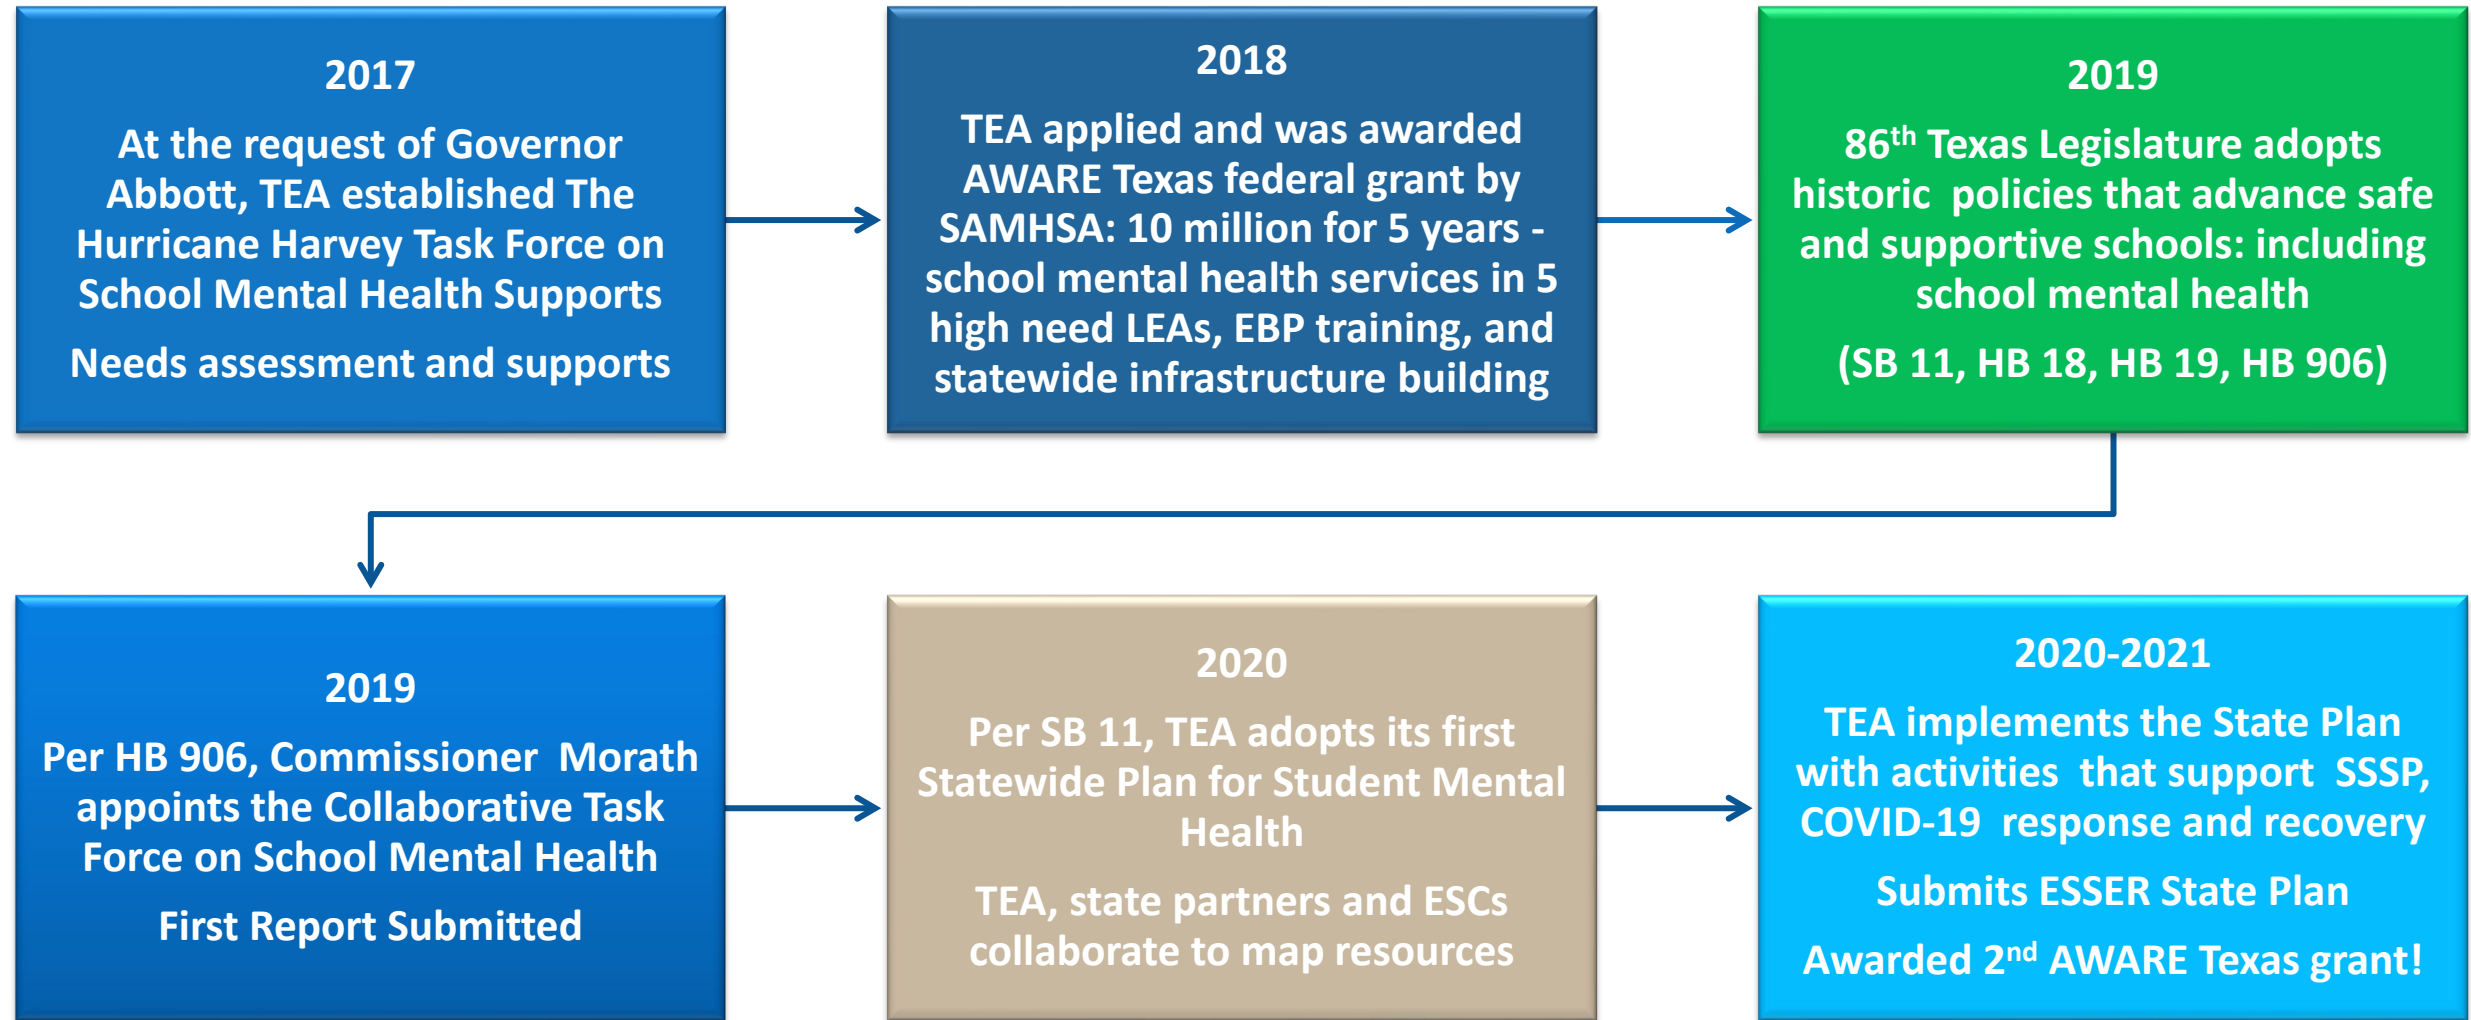 2017
At the request of Governor
Abbott, TEA established The
Hurricane Harvey Task Force on
School Mental Health Supports
Needs assessment and supports
2018
TEA applied and was awarded
AWARE Texas federal grant by
SAMHSA: 10 million for 5 years -
school mental health services in 5
high need LEAs, EBP training, and
statewide infrastructure building
2019
86th Texas Legislature adopts
historic policies that advance safe
and supportive schools: including
school mental health
(SB 11, HB 18, HB 19, HB 906)
2019
Per HB 906, Commissioner Morath
appoints the Collaborative Task
Force on School Mental Health
First Report Submitted
2020
Per SB 11, TEA adopts its first
Statewide Plan for Student Mental
Health
TEA, state partners and ESCs
collaborate to map resources
2020-2021
TEA implements the State Plan
with activities that support SSSP,
COVID-19 response and recovery
Submits ESSER State Plan
Awarded 2nd AWARE Texas grant!